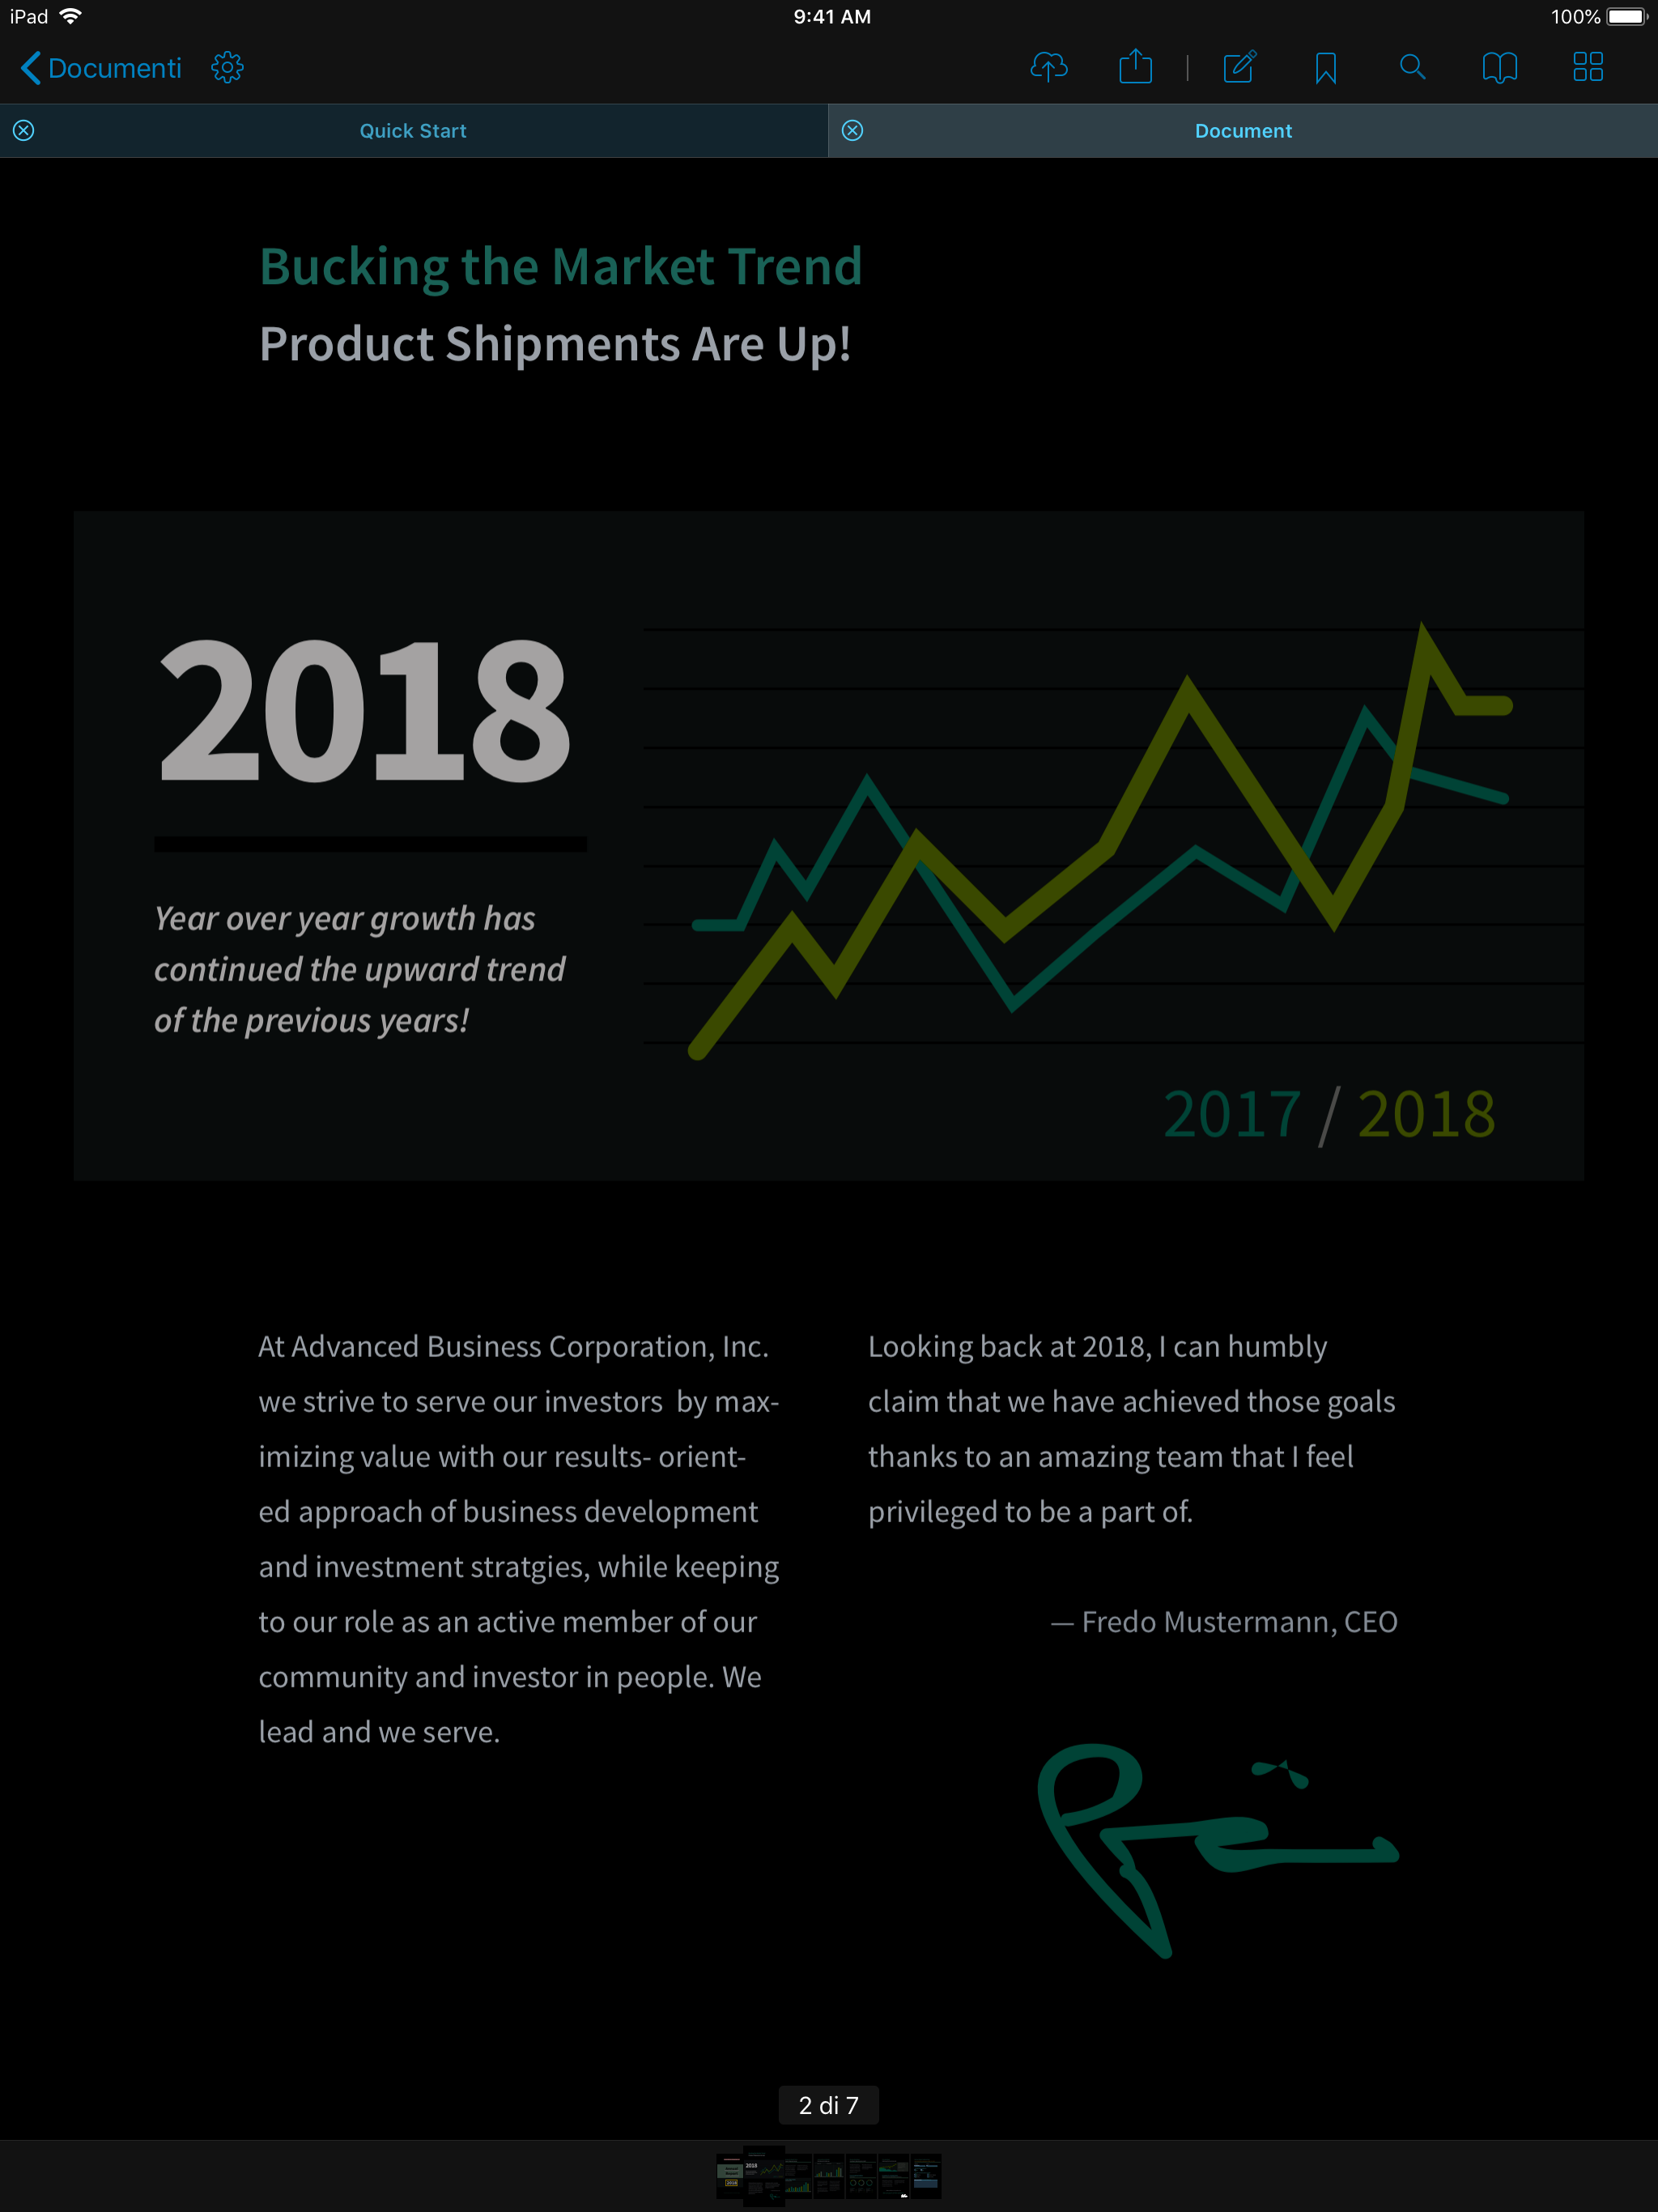 iPad 9:41 AM 100%
Documenti
Quick Start Document
Bucking the Market Trend
Product Shipments Are Up!
2018
Year over year growth has
continued the upward trend
of the previous years!
2017 / 2018
At Advanced Business Corporation, Inc.
we strive to serve our investors  by max-
imizing value with our results- orient-
ed approach of business development
and investment stratgies, while keeping
to our role as an active member of our
community and investor in people. We
lead and we serve.
Looking back at 2018, I can humbly
claim that we have achieved those goals
thanks to an amazing team that I feel
privileged to be a part of.
— Fredo Mustermann, CEO
2 di 7